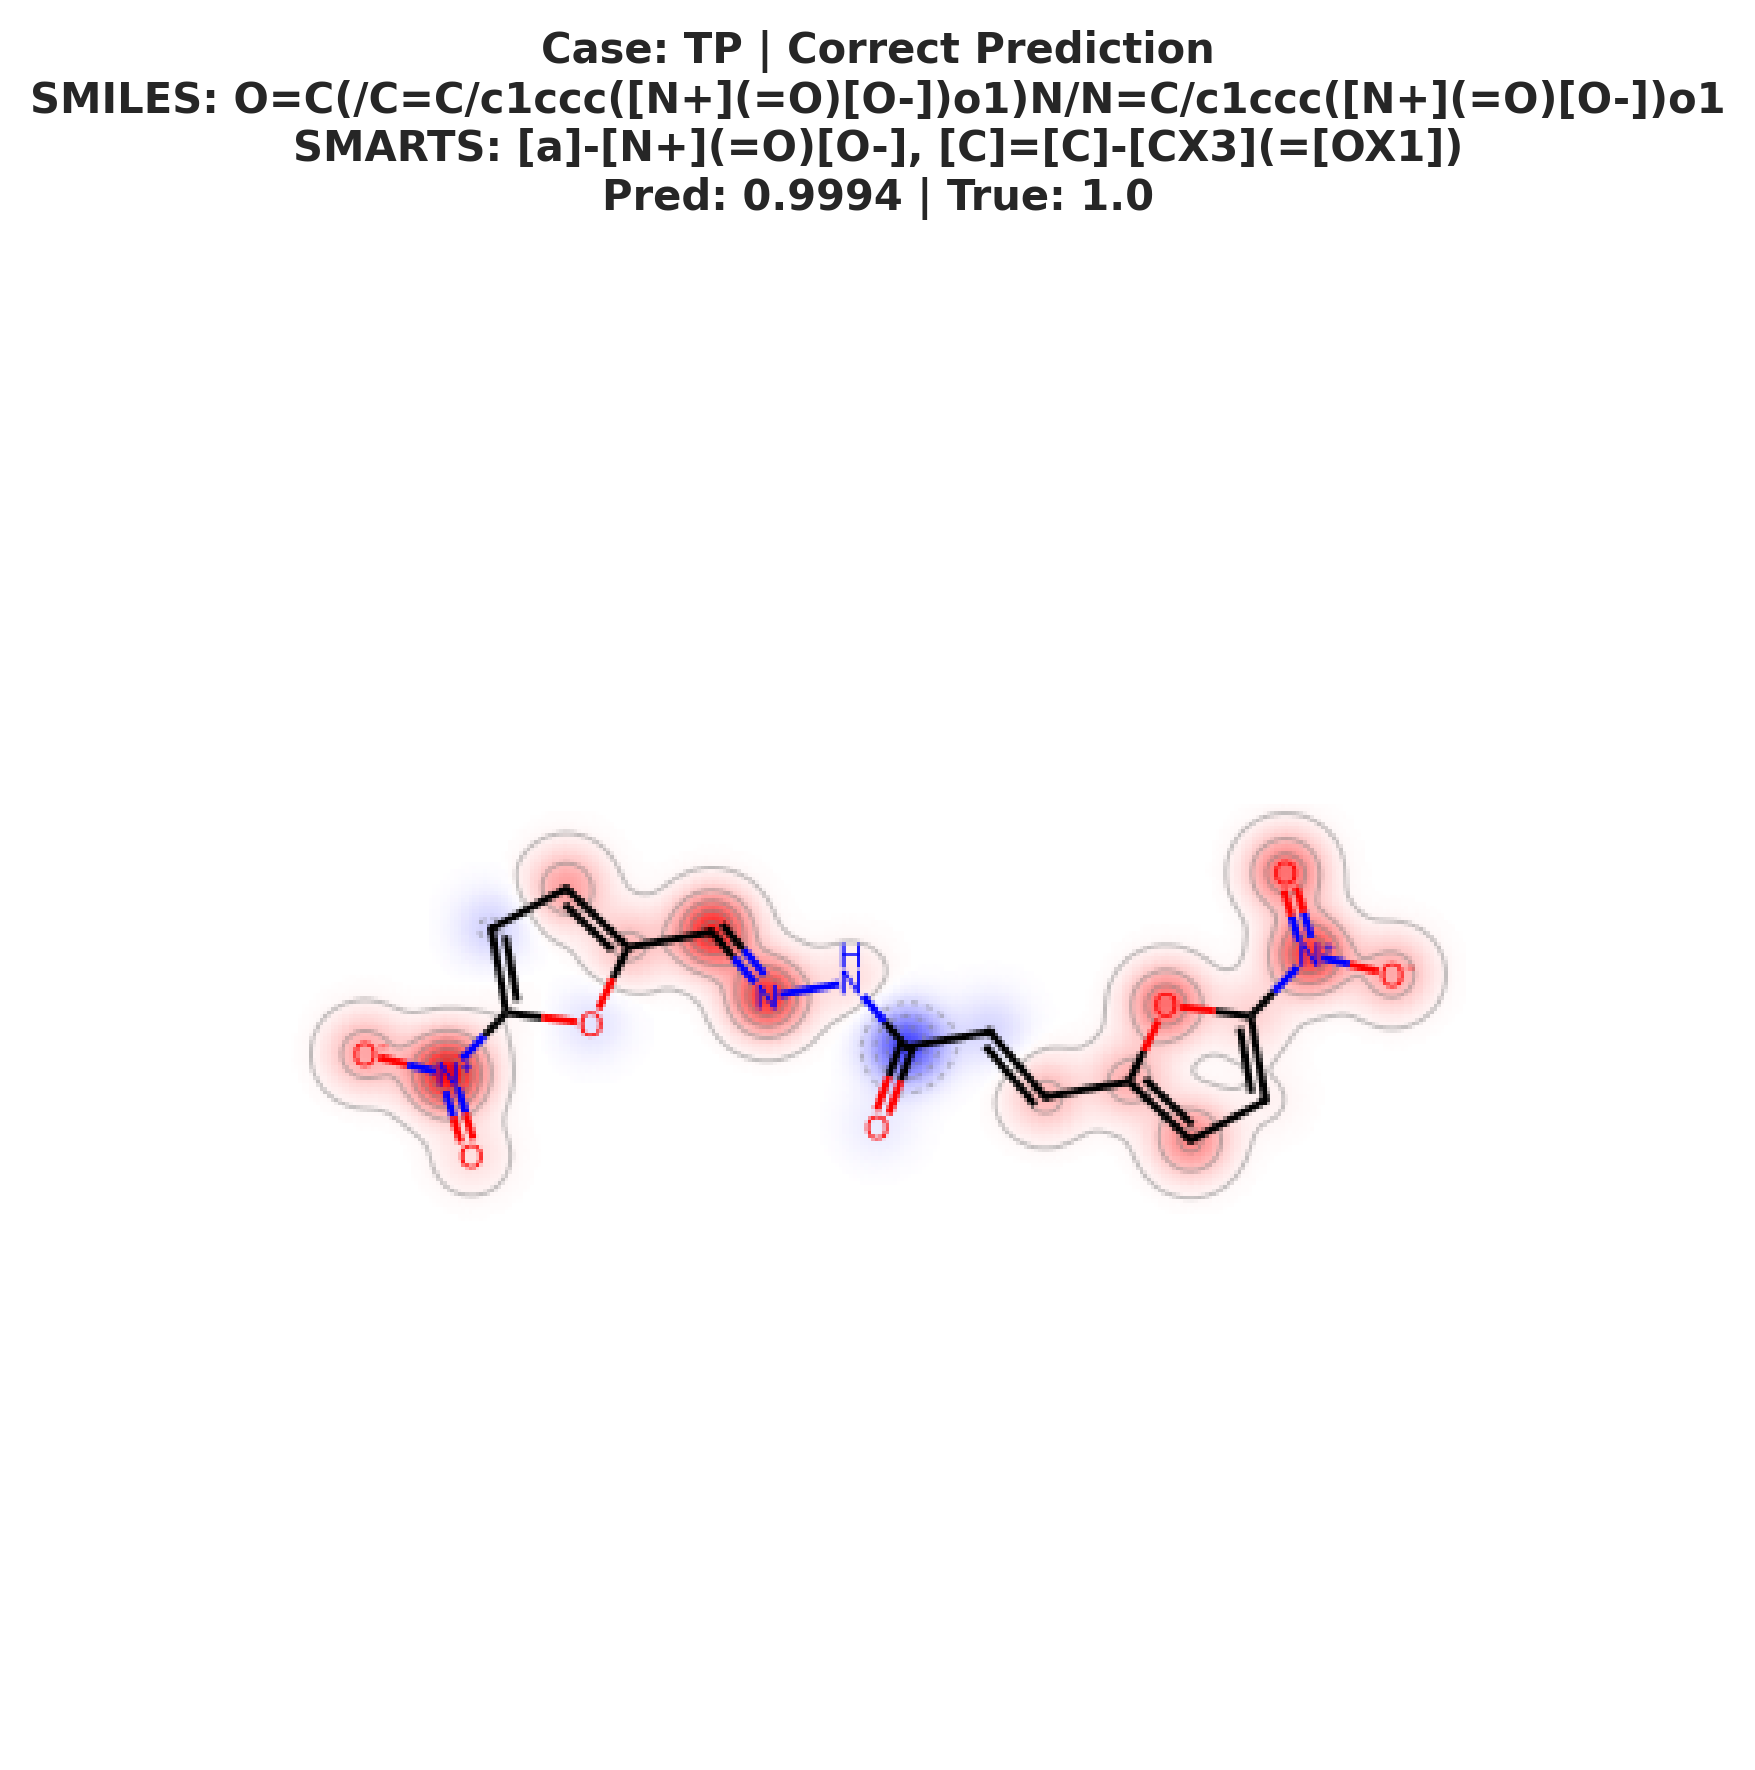 Case: TP | Correct Prediction
SMILES: O=C(/C=C/c1ccc([N+](=O)[O-])o1)N/N=C/c1ccc([N+](=O)[O-])o1
SMARTS: [a]-[N+](=O)[O-], [C]=[C]-[CX3](=[OX1])
Pred: 0.9994 | True: 1.0
O
H
N
N
N+
O-
O
O
O-
N+
O
O
O